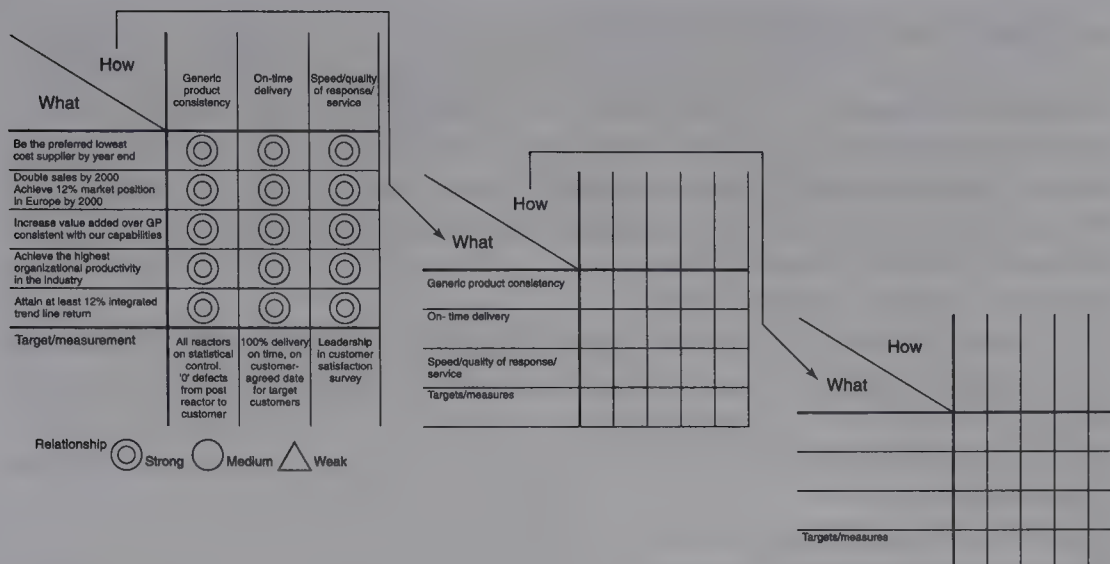 How
What
Generic
product
consistency
On-time
delivery
Speed/quality
of response/
service
Be the preferred lowest
cost supplier by year end
Double sales by 2000
Achieve 12% market position
in Europe by 2000
Increase value added over GP
consistent with our capabilities
Achieve the highest
organizational productivity
in the industry
Attain at least 12% integrated
trend line return
Target/measurement
All reactors
on statistical
control.
'0' defects
from post
reactor to
customer
100% delivery
on time, on
customer-
agreed date
for target
customers
Leadership
in customer
satisfaction
survey
Relationship
Strong
Medium
Weak
How
What
Generic product consistency
On- time delivery
Speed/quality of response/
service
Targets/measures
How
What
Targets/measures